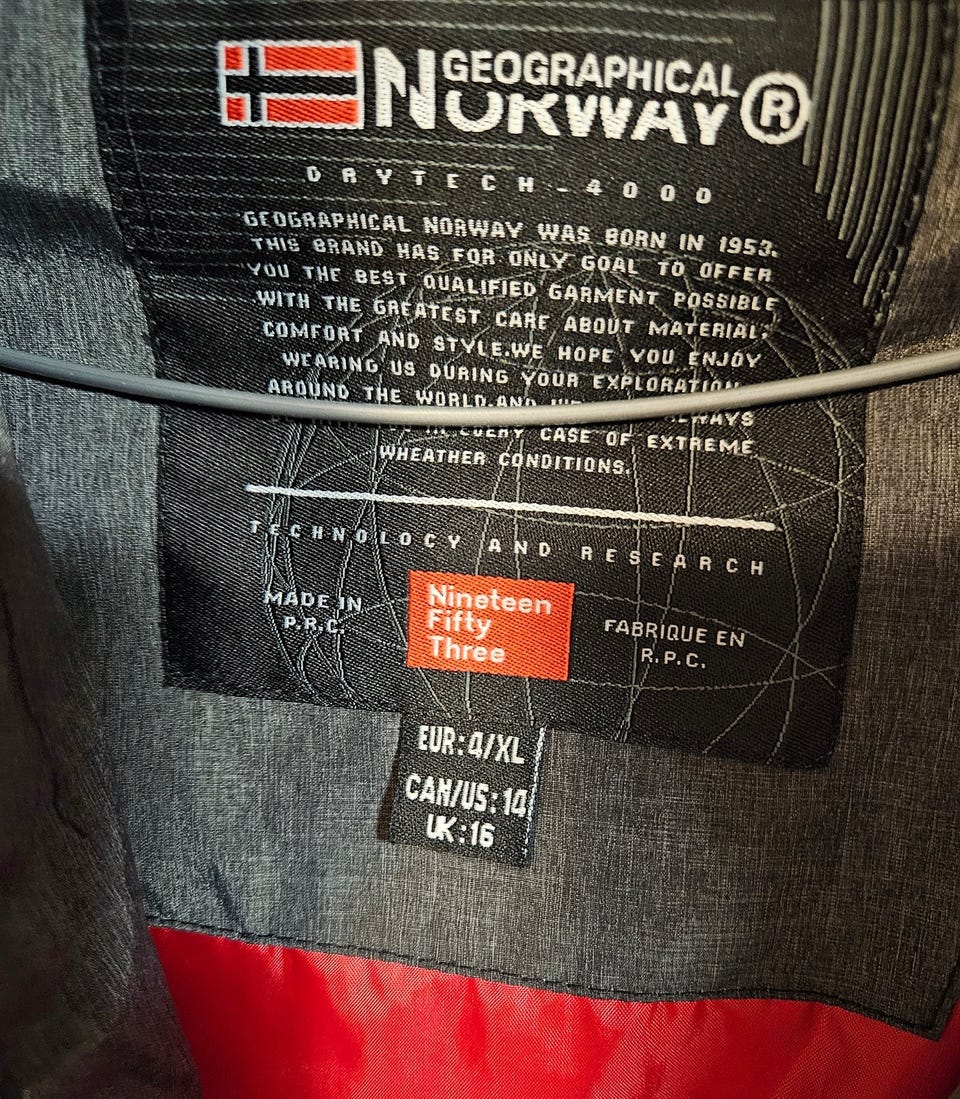 GEOGRAPHICAL
NORWAY®
DRYTECH-4000
GEOGRAPHICAL NORWAY WAS BORN IN 1953.
THIS BRAND HAS FOR ONLY GOAL TO OFFER
YOU THE BEST QUALIFIED GARMENT POSSIBLE
WITH THE GREATEST CARE ABOUT MATERIAL,
COMFORT AND STYLE.WE HOPE YOU ENJOY
WEARING US DURING YOUR EXPLORATION
AROUND THE WORLD.AND
CASE OF EXTREME
WHEATHER CONDITIONS.
TECHNOLOGY AND RESEARCH
MADE IN
P.R.C.
Nineteen
Fifty
Three
FABRIQUE EN
R.P.C.
EUR:4/XL
CAN/US:14
UK:16